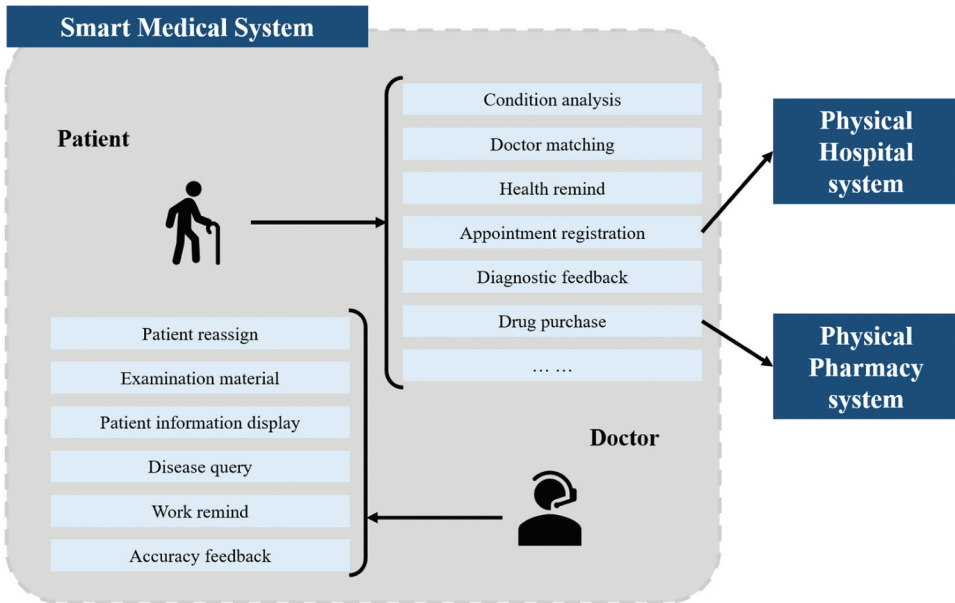 Smart Medical System
Patient
Condition analysis
Doctor matching
Health remind
Appointment registration
Diagnostic feedback
Drug purchase
... ...
Physical
Hospital
system
Physical
Pharmacy
system
Patient reassign
Examination material
Patient information display
Disease query
Work remind
Accuracy feedback
Doctor